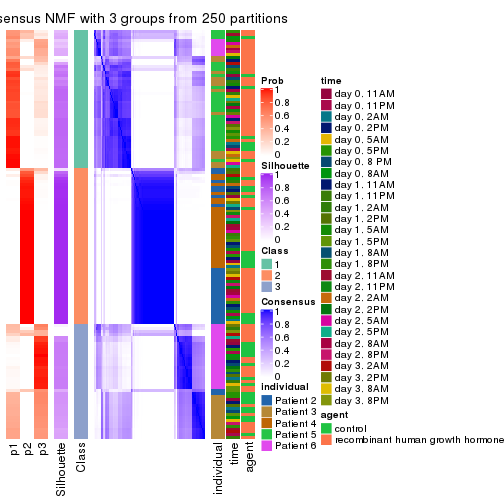 sensus NMF with 3 groups from 250 partitions
Prob
1
0.8
0.6
0.4
0.2
0
Silhouette
1
0.8
0.6
0.4
0.2
0
Class
1
2
3
Consensus
1
0.8
0.6
0.4
0.2
0
individual
Patient 2
Patient 3
Patient 4
Patient 5
Patient 6
time
day 0. 11AM
day 0. 11PM
day 0. 2AM
day 0. 2PM
day 0. 5AM
day 0. 5PM
day 0. 8 PM
day 0. 8AM
day 1. 11AM
day 1. 11PM
day 1. 2AM
day 1. 2PM
day 1. 5AM
day 1. 5PM
day 1. 8AM
day 1. 8PM
day 2. 11AM
day 2. 11PM
day 2. 2AM
day 2. 2PM
day 2. 5AM
day 2. 5PM
day 2. 8AM
day 2. 8PM
day 3. 2AM
day 3. 2PM
day 3. 8AM
day 3. 8PM
agent
control
recombinant human growth hormone
p1
p2
p3
Silhouette
Class
individual
time
agent